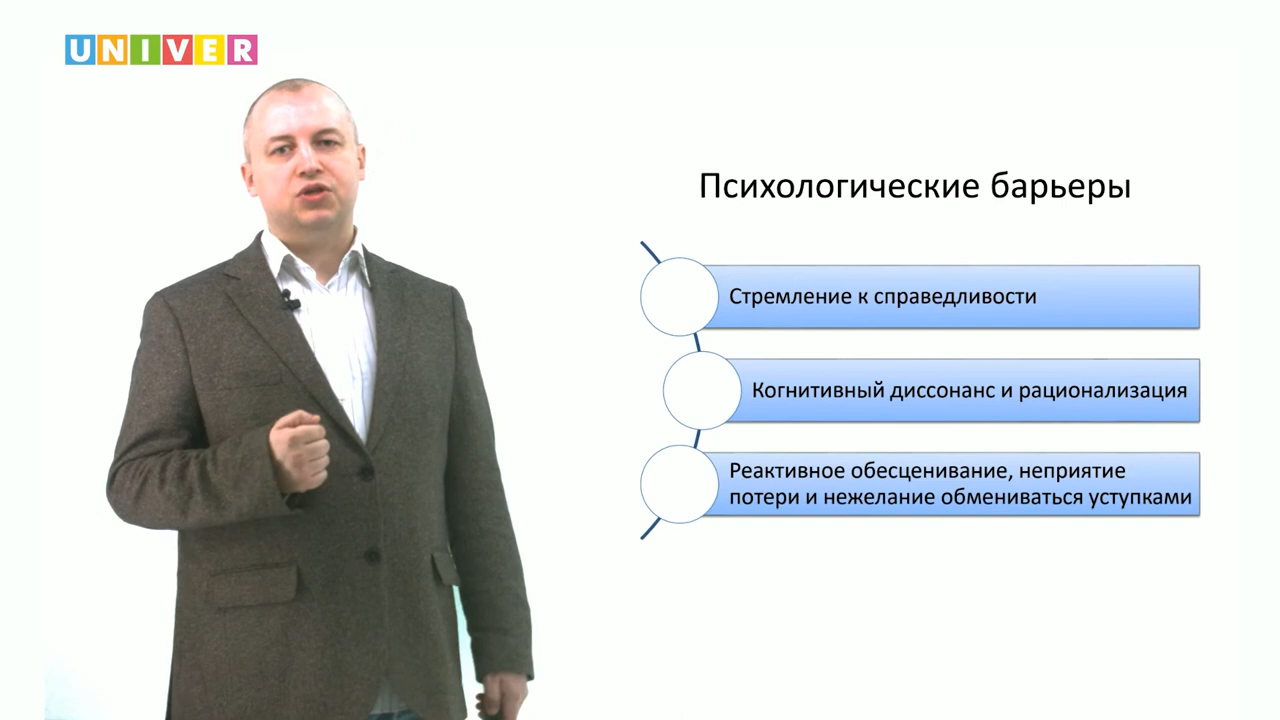 UNIVER
Психологические барьеры
Стремление к справедливости
Когнитивный диссонанс и рационализация
Реактивное обесценивание, неприятие
потери и нежелание обмениваться уступками